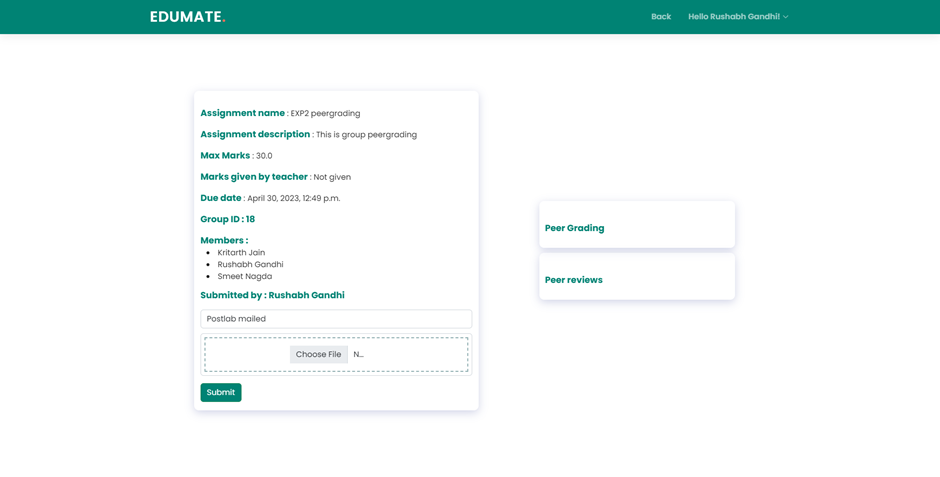 EDUMATE.
Back
Hello Rushabh Gandhi!
Assignment name : EXP2 peergrading
Assignment description : This is group peergrading
Max Marks : 30.0
Marks given by teacher : Not given
Due date : April 30, 2023, 12:49 p.m.
Group ID : 18
Members :
Kritarth Jain
Rushabh Gandhi
Smeet Nagda
Submitted by : Rushabh Gandhi
Postlab mailed
Choose File N...
Submit
Peer Grading
Peer reviews